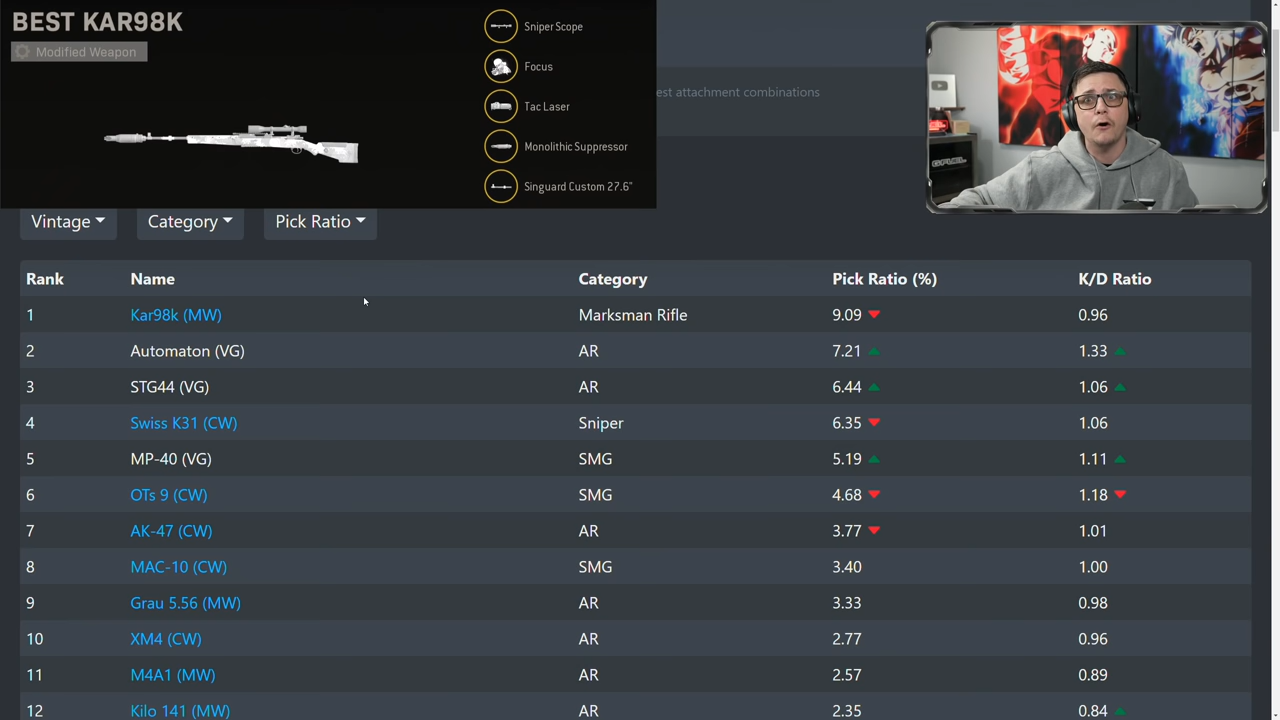 BEST KAR98K
Modified Weapon
Sniper Scope
Focus
Tac Laser
Monolithic Suppressor
Singuard Custom 27.6"
est attachment combinations
G FUEL
Vintage
Category
Pick Ratio
Rank Name Category Pick Ratio (%) K/D Ratio
1 Kar98k (MW) Marksman Rifle 9.09 0.96
2 Automaton (VG) AR 7.21 1.33
3 STG44 (VG) AR 6.44 1.06
4 Swiss K31 (CW) Sniper 6.35 1.06
5 MP-40 (VG) SMG 5.19 1.11
6 OTs 9 (CW) SMG 4.68 1.18
7 AK-47 (CW) AR 3.77 1.01
8 MAC-10 (CW) SMG 3.40 1.00
9 Grau 5.56 (MW) AR 3.33 0.98
10 XM4 (CW) AR 2.77 0.96
11 M4A1 (MW) AR 2.57 0.89
12 Kilo 141 (MW) AR 2.35 0.84